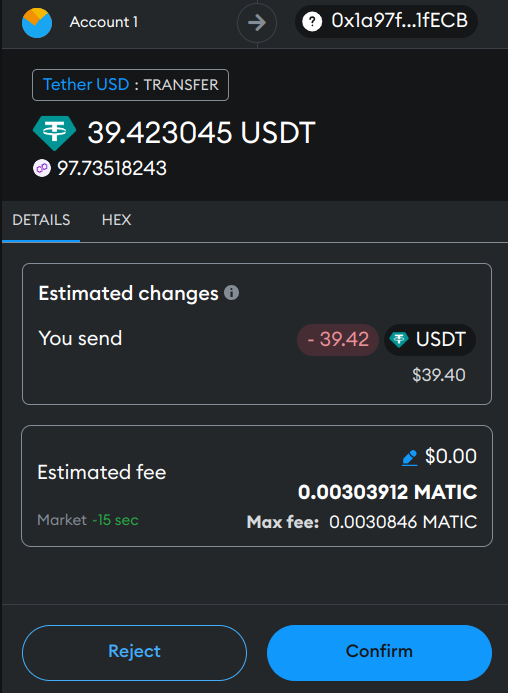 Account 1
? 0x1a97f...1fECB
Tether USD : TRANSFER
39.423045 USDT
97.73518243
DETAILS HEX
Estimated changes
You send - 39.42 USDT
$39.40
$0.00
Estimated fee
0.00303912 MATIC
Market ~15 sec Max fee: 0.0030846 MATIC
Reject Confirm